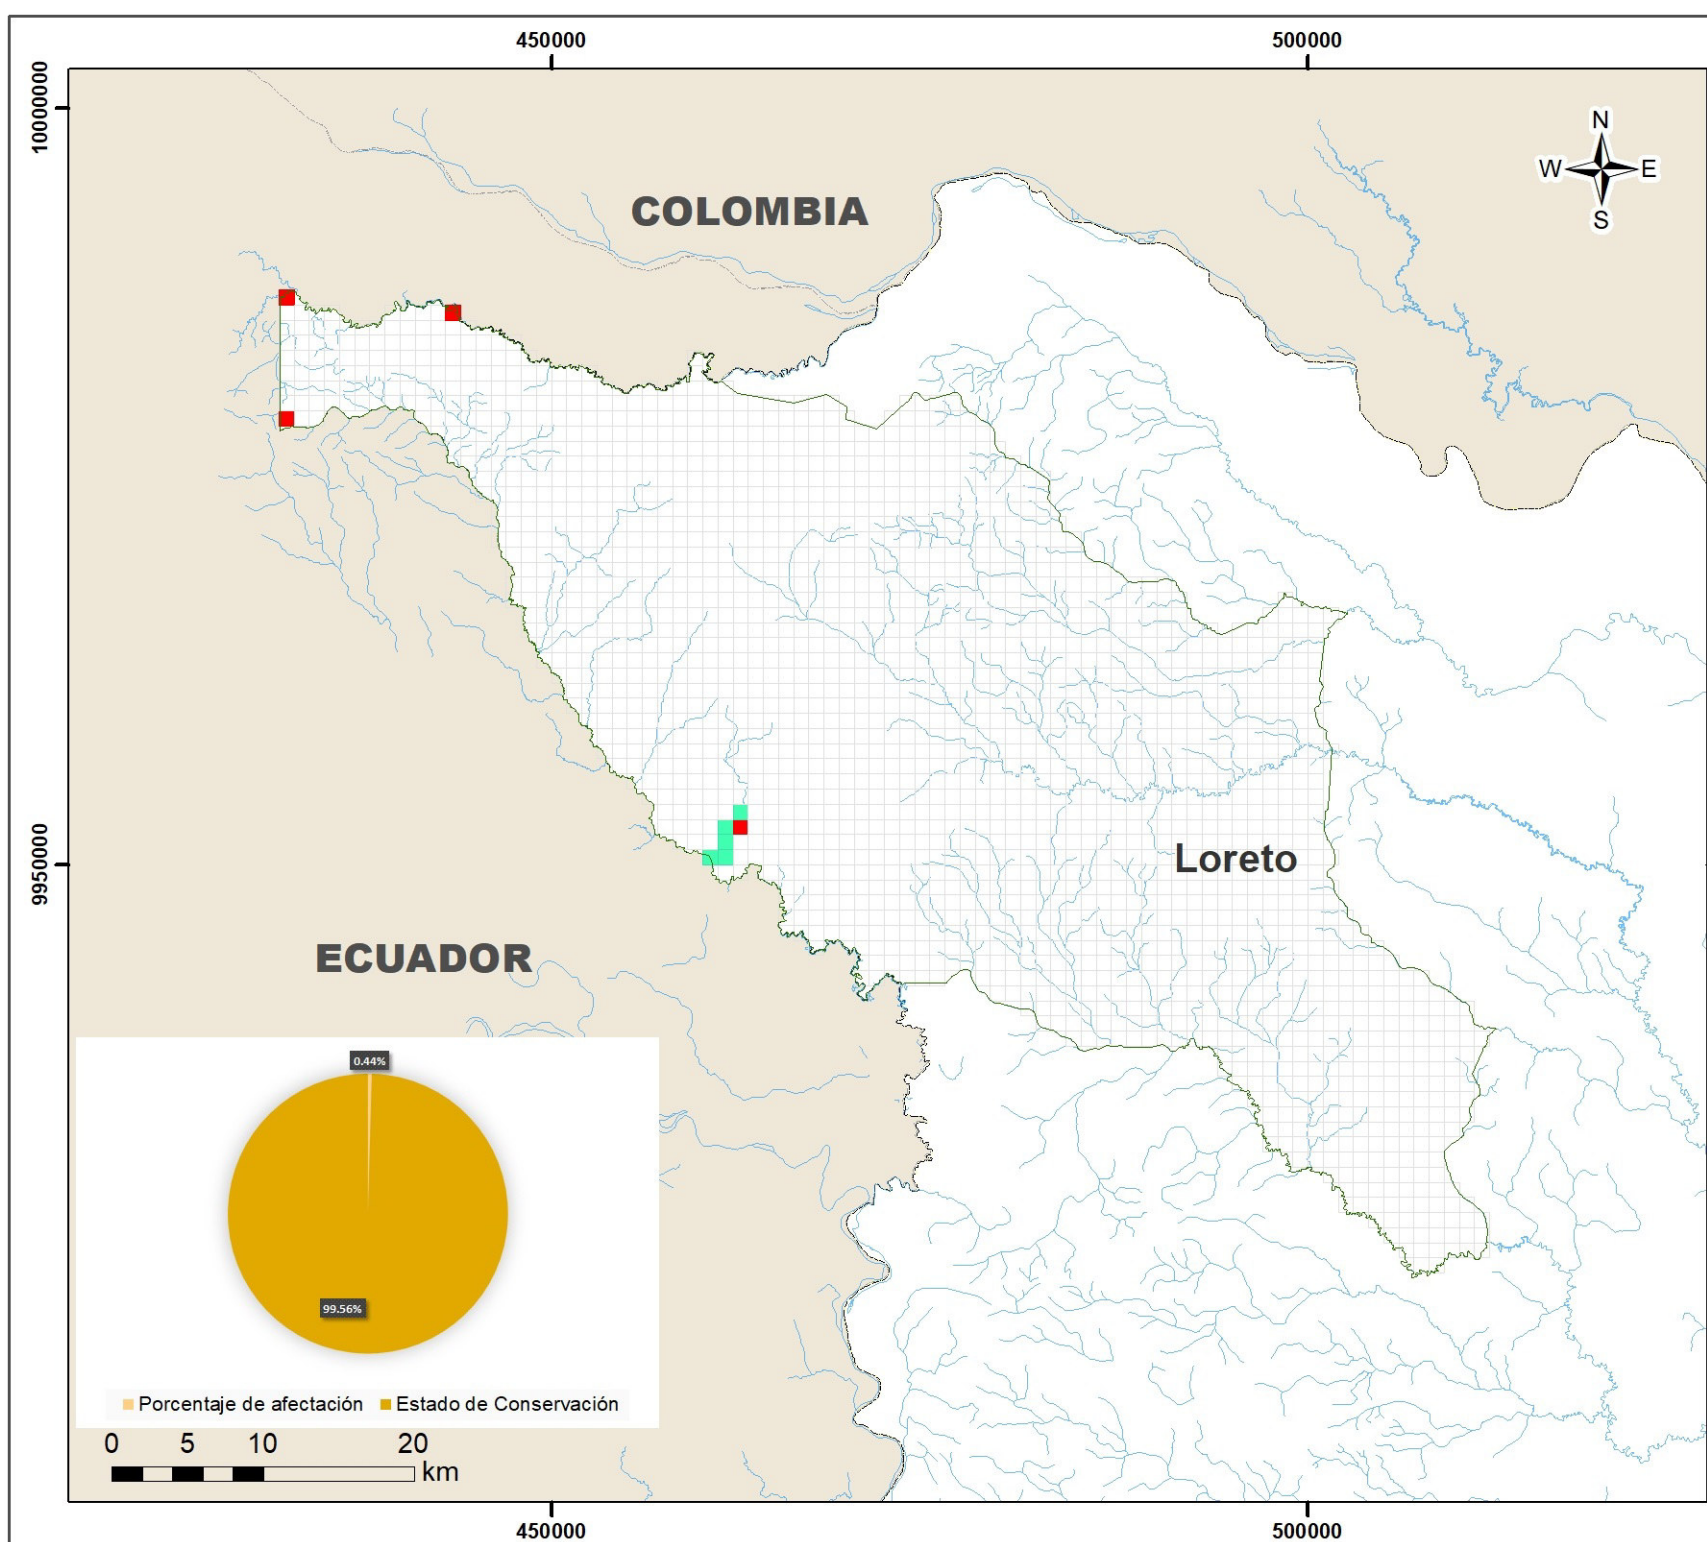 450000 500000
10000000
N
W E
S
COLOMBIA
9950000
Loreto
ECUADOR
0.44%
99.56%
Porcentaje de afectación Estado de Conservación
0 5 10 20
km
450000 500000